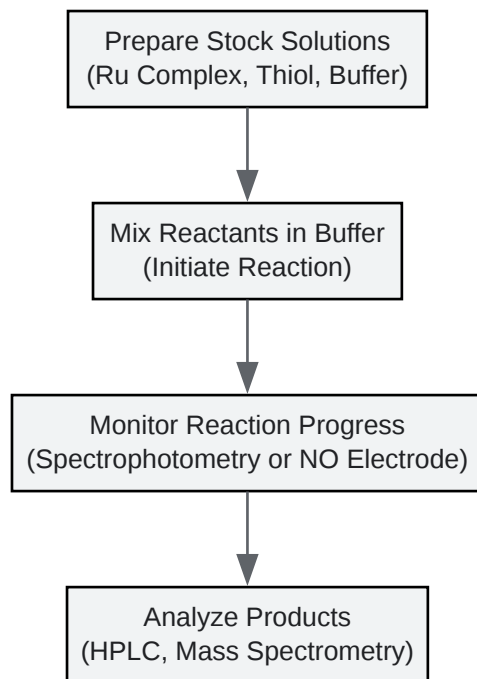 Prepare Stock Solutions
(Ru Complex, Thiol, Buffer)
Mix Reactants in Buffer
(Initiate Reaction)
Monitor Reaction Progress
(Spectrophotometry or NO Electrode)
Analyze Products
(HPLC, Mass Spectrometry)